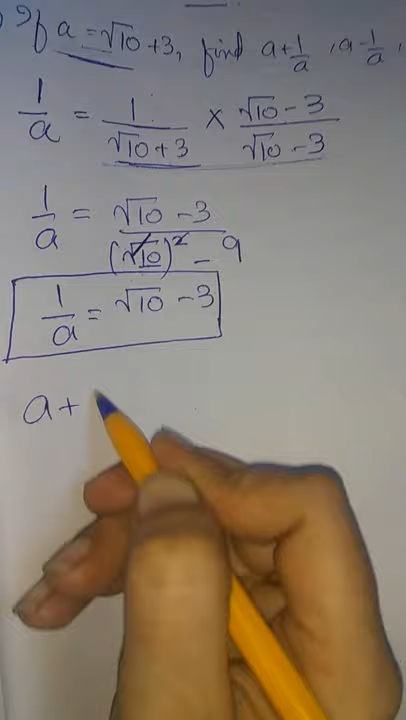 ) If a = √10 + 3, find a + 1/a , a - 1/a ,
1/a = 1/(√10 + 3) × (√10 - 3)/(√10 - 3)
1/a = (√10 - 3)/((√10)² - 9)
1/a = √10 - 3
a +